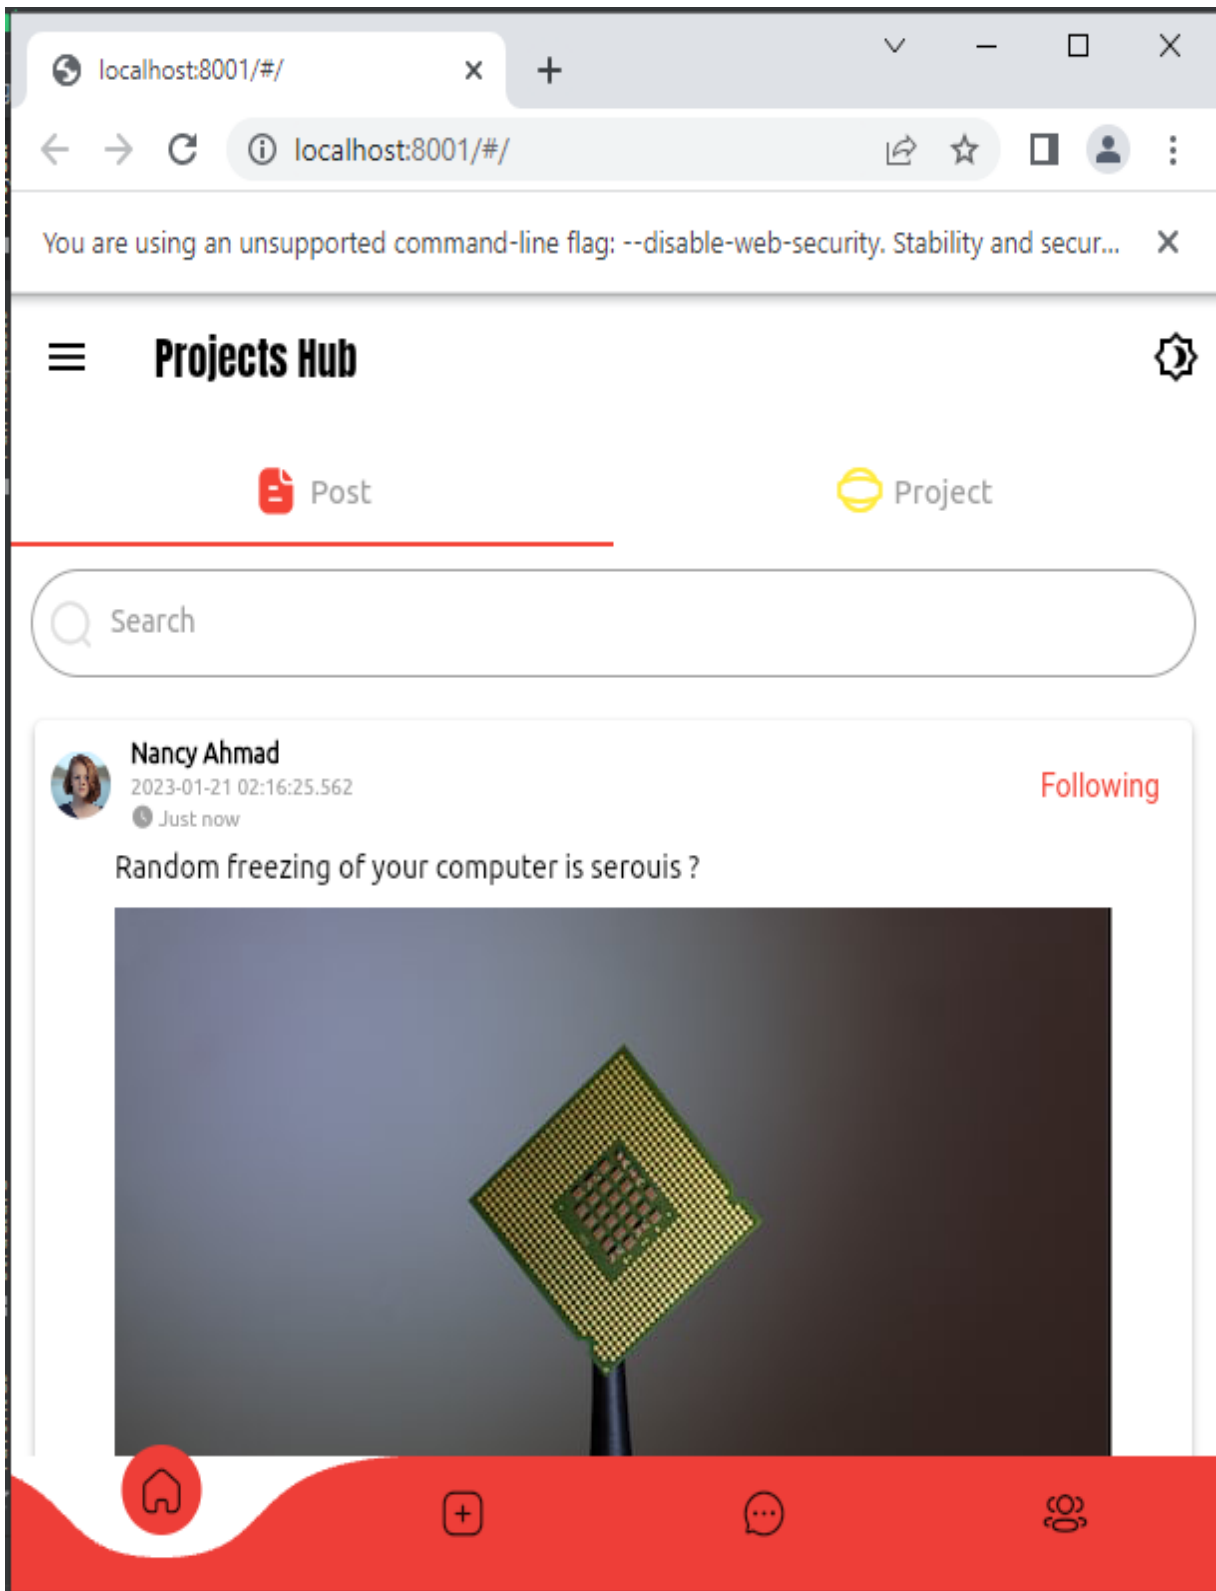 localhost:8001/#/
localhost:8001/#/
You are using an unsupported command-line flag: --disable-web-security. Stability and secur...
Projects Hub
Post
Project
Search
Nancy Ahmad
2023-01-21 02:16:25.562
Just now
Following
Random freezing of your computer is serouis ?